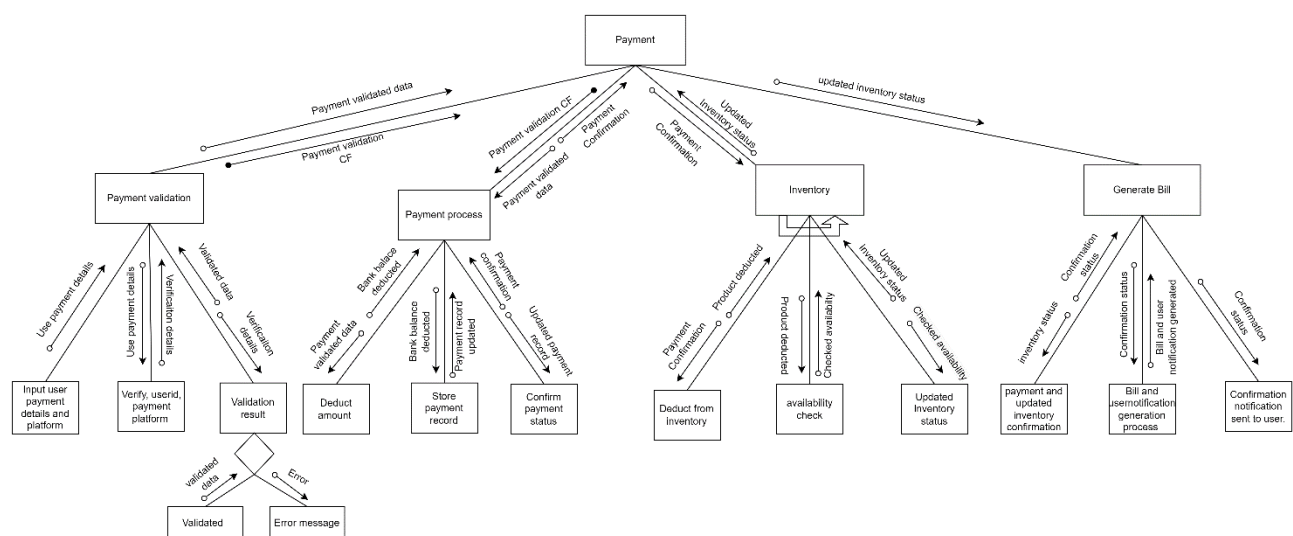 Payment
Payment validated data
Payment validation
CF
Payment validation CF
Payment
Confirmation
Payment validated
data
Updated
Inventory status
Payment
Confirmation
updated inventory status
Payment validation
Payment process
Inventory
Generate Bill
Use payment details
Use payment details
Verificaiton details
Validated data
Verificaiton
details
Bank balace
deducted
Payment
validated data
Bank balance
deducted
Payment record
updated
Payment
confirmation
Updated payment
record
Product deducted
Payment
Confirmation
Product
deducted
Checked availability
Updated
Inventory status
Checked availability
Confirmation
status
inventory status
Confirmation status
Bill and user
notification generated
Confirmation
status
Input user
payment
details and
platform
Verify, userid,
payment
platform
Validation
result
Deduct amount
Store
payment
record
Confirm
payment
status
Deduct from
Inventory
availability
check
Updated
Inventory
status
payment and
updated
inventory
confirmation
Bill and
usernotification
generation
process
Confirmation
notification
sent to user.
validated
data
Error
Validated
Error message